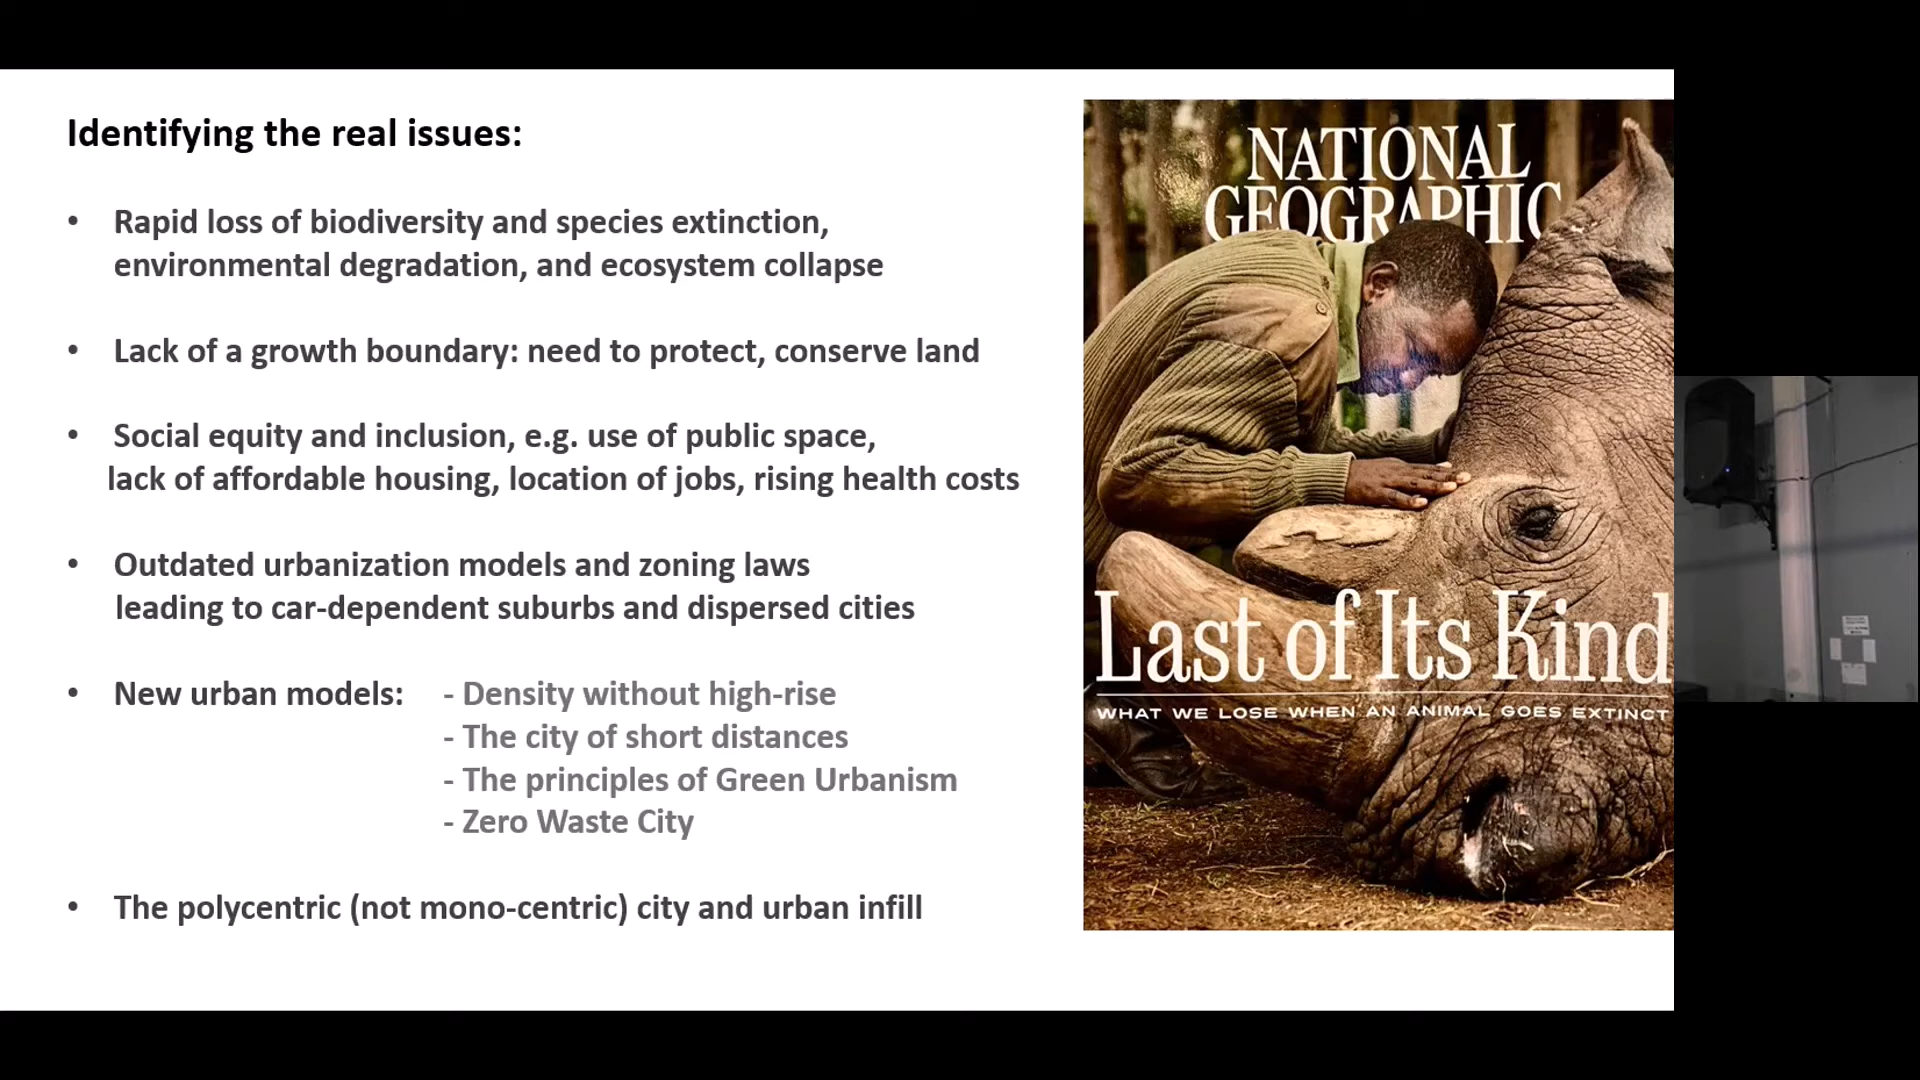 Identifying the real issues:
• Rapid loss of biodiversity and species extinction,
environmental degradation, and ecosystem collapse
• Lack of a growth boundary: need to protect, conserve land
• Social equity and inclusion, e.g. use of public space,
lack of affordable housing, location of jobs, rising health costs
• Outdated urbanization models and zoning laws
leading to car-dependent suburbs and dispersed cities
• New urban models: - Density without high-rise
- The city of short distances
- The principles of Green Urbanism
- Zero Waste City
• The polycentric (not mono-centric) city and urban infill
NATIONAL
GEOGRAPHIC
Last of Its Kind
WHAT WE LOSE WHEN AN ANIMAL GOES EXTINCT